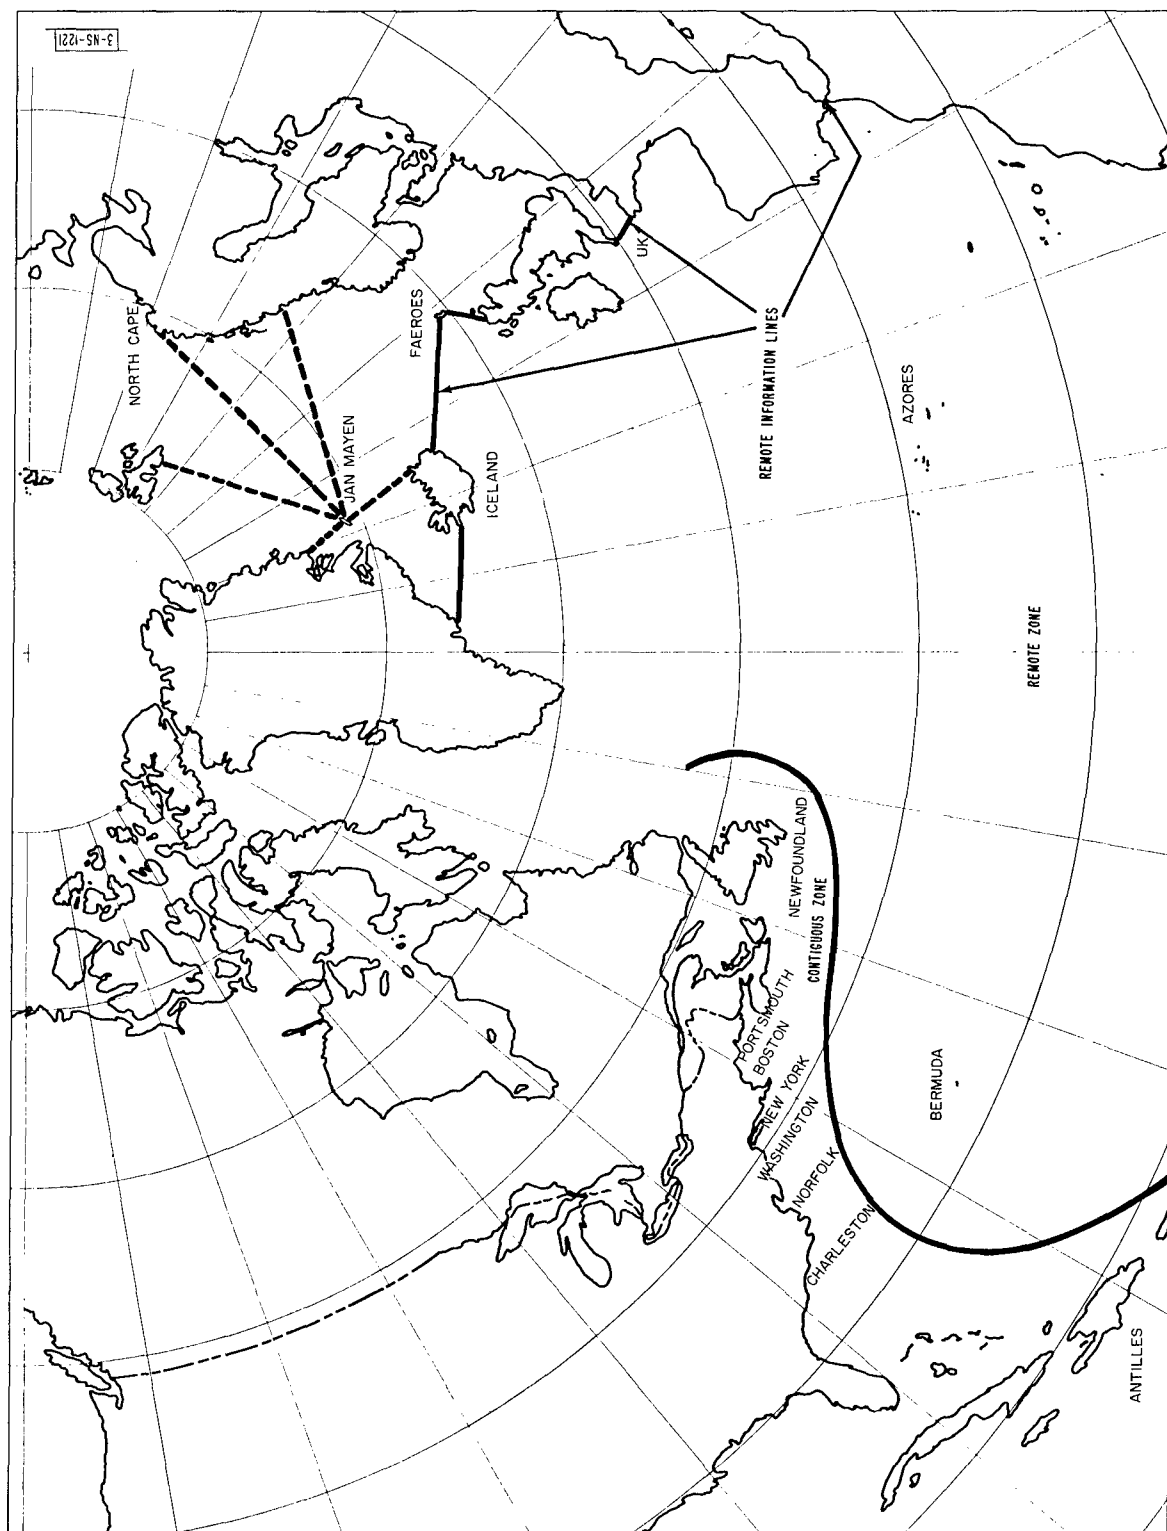 3-NS-1221
NORTH CAPE
JAN MAYEN
FAEROES
ICELAND
UK
REMOTE INFORMATION LINES
AZORES
REMOTE ZONE
NEWFOUNDLAND
CONTIGUOUS ZONE
PORTSMOUTH
BOSTON
NEW YORK
WASHINGTON
NORFOLK
CHARLESTON
BERMUDA
ANTILLES